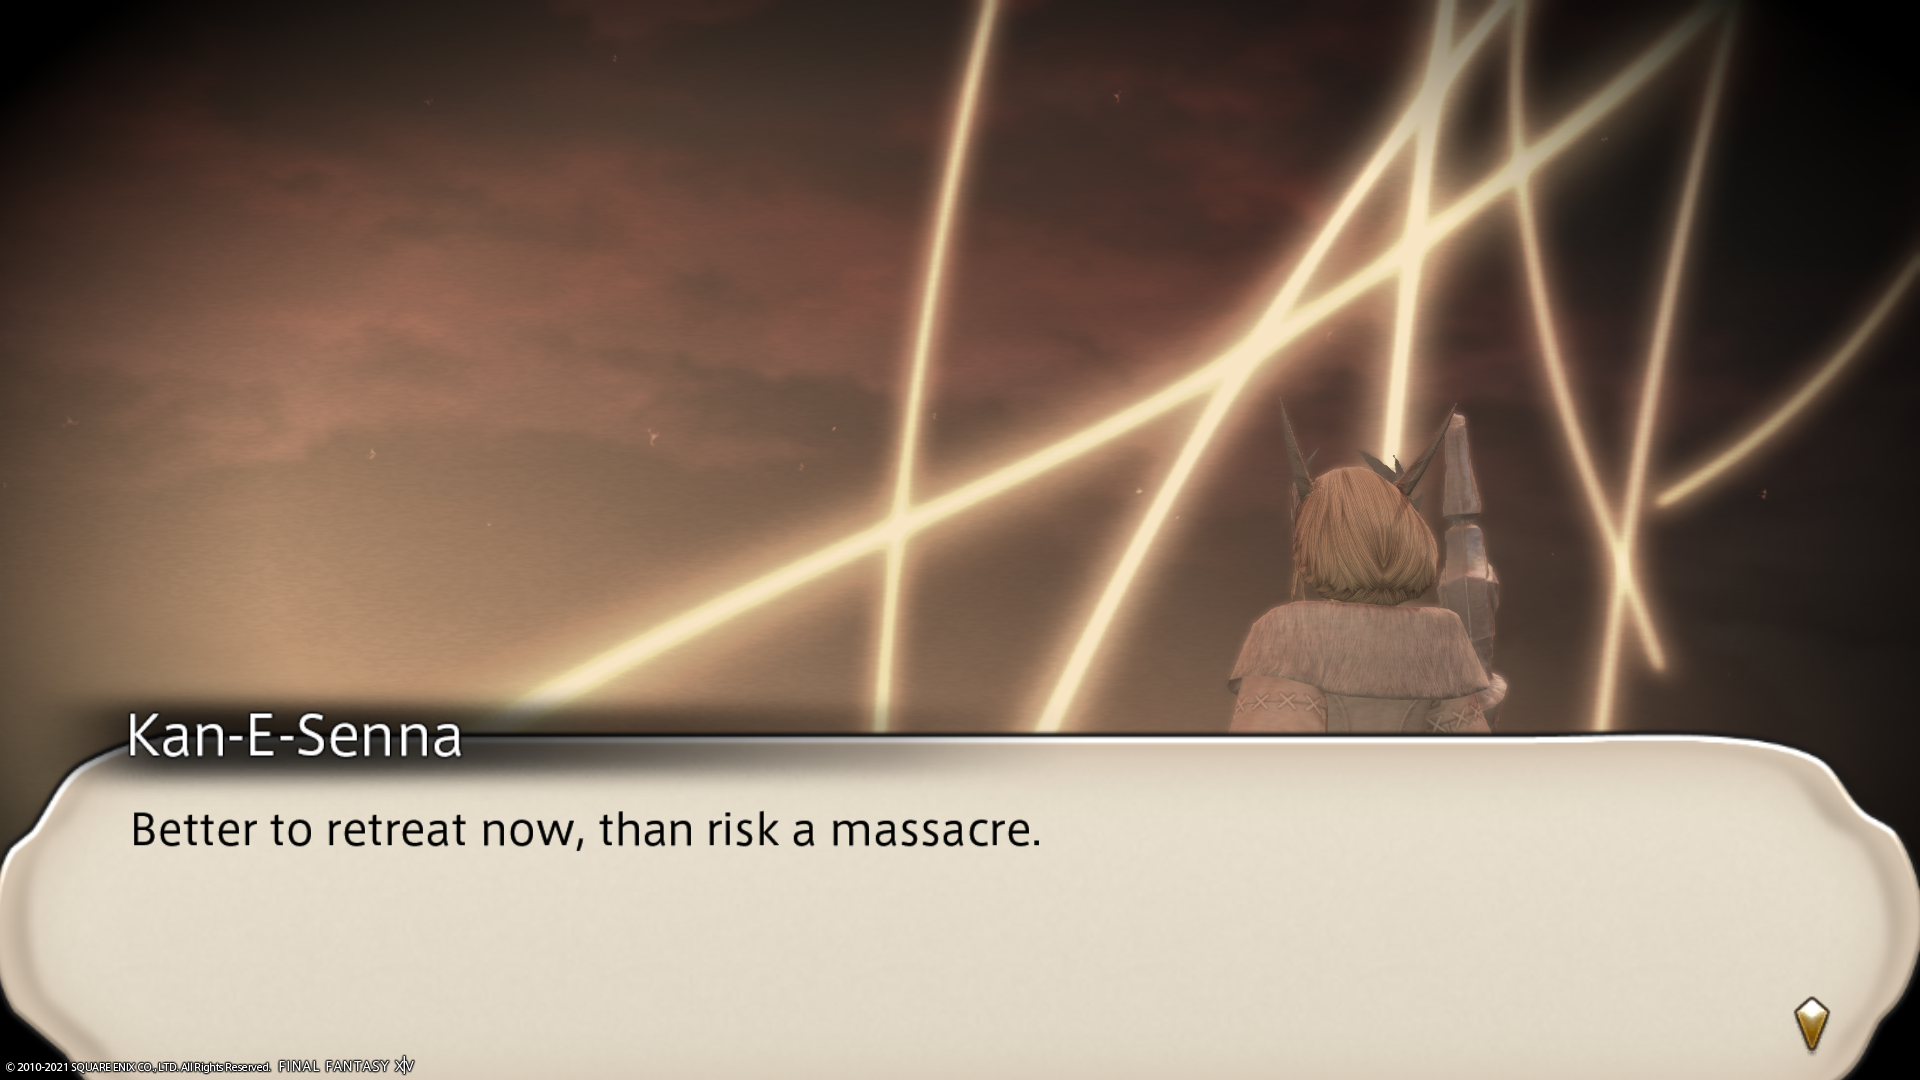 Kan-E-Senna
Better to retreat now, than risk a massacre.
© 2010-2021 SQUARE ENIX CO., LTD. All Rights Reserved. FINAL FANTASY XIV